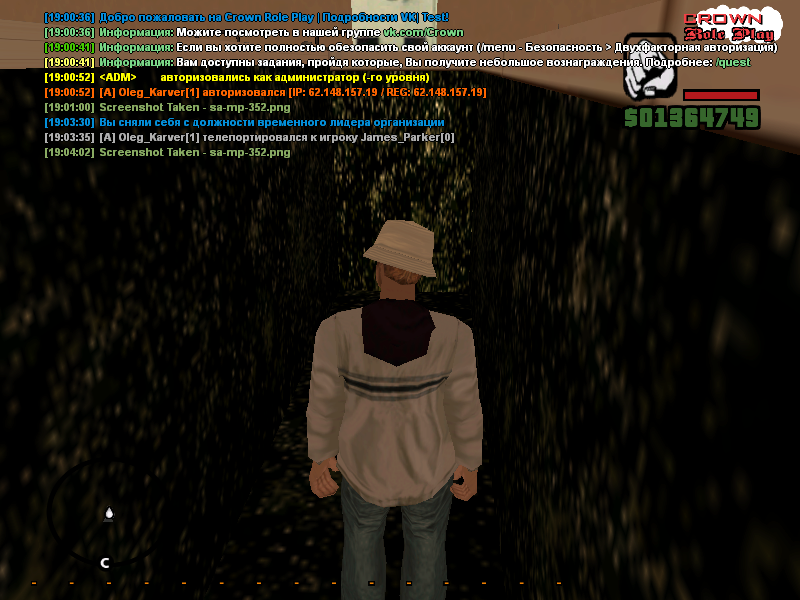 [19:00:36] Добро пожаловать на Crown Role Play | Подробности VK| Test!
[19:00:36] Информация: Можите посмотреть в нашей группе vk.com/Crown
[19:00:41] Информация: Если вы хотите полностью обезопасить свой аккаунт (/menu - Безопасность > Двухфакторная авторизация)
[19:00:41] Информация: Вам доступны задания, пройдя которые, Вы получите небольшое вознаграждения. Подробнее: /quest
[19:00:52] <ADM> авторизовались как администратор (-го уровня)
[19:00:52] [A] Oleg_Karver[1] авторизовался [IP: 62.148.157.19 / REG: 62.148.157.19]
[19:01:00] Screenshot Taken - sa-mp-352.png
[19:03:30] Вы сняли себя с должности временного лидера организации
[19:03:35] [A] Oleg_Karver[1] телепортировался к игроку James_Parker[0]
[19:04:02] Screenshot Taken - sa-mp-352.png
CROWN
Role Play
$01364749
С